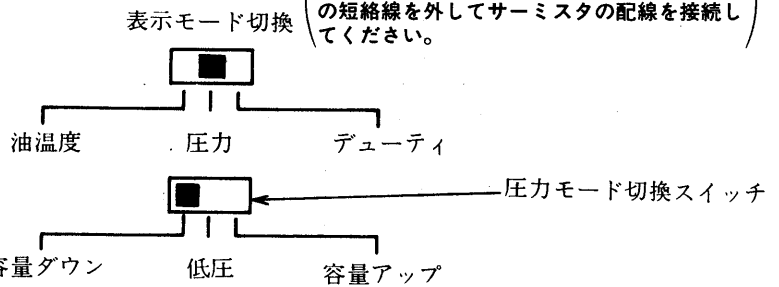 の短絡線を外してサーミスタの配線を接続し
てください。
表示モード切換
油温度 圧力 デューティ
圧力モード切換スイッチ
容量ダウン 低圧 容量アップ